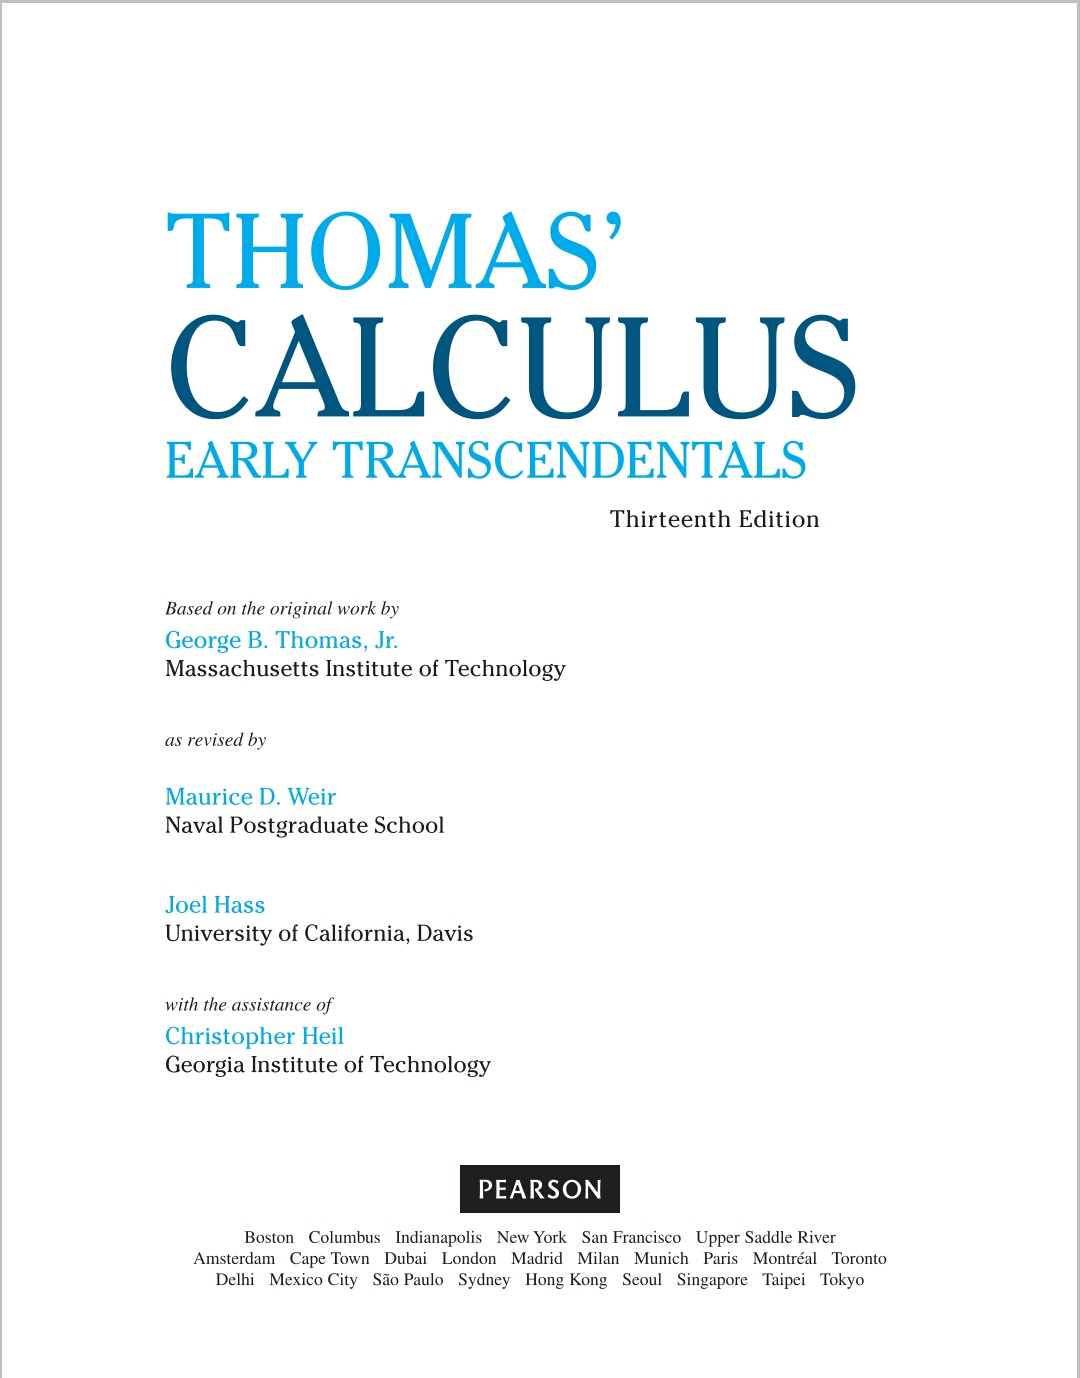 THOMAS’
CALCULUS
EARLY TRANSCENDENTALS
Thirteenth Edition
Based on the original work by
George B. Thomas, Jr.
Massachusetts Institute of Technology
as revised by
Maurice D. Weir
Naval Postgraduate School
Joel Hass
University of California, Davis
with the assistance of
Christopher Heil
Georgia Institute of Technology
PEARSON
Boston Columbus Indianapolis New York San Francisco Upper Saddle River
Amsterdam Cape Town Dubai London Madrid Milan Munich Paris Montréal Toronto
Delhi Mexico City São Paulo Sydney Hong Kong Seoul Singapore Taipei Tokyo